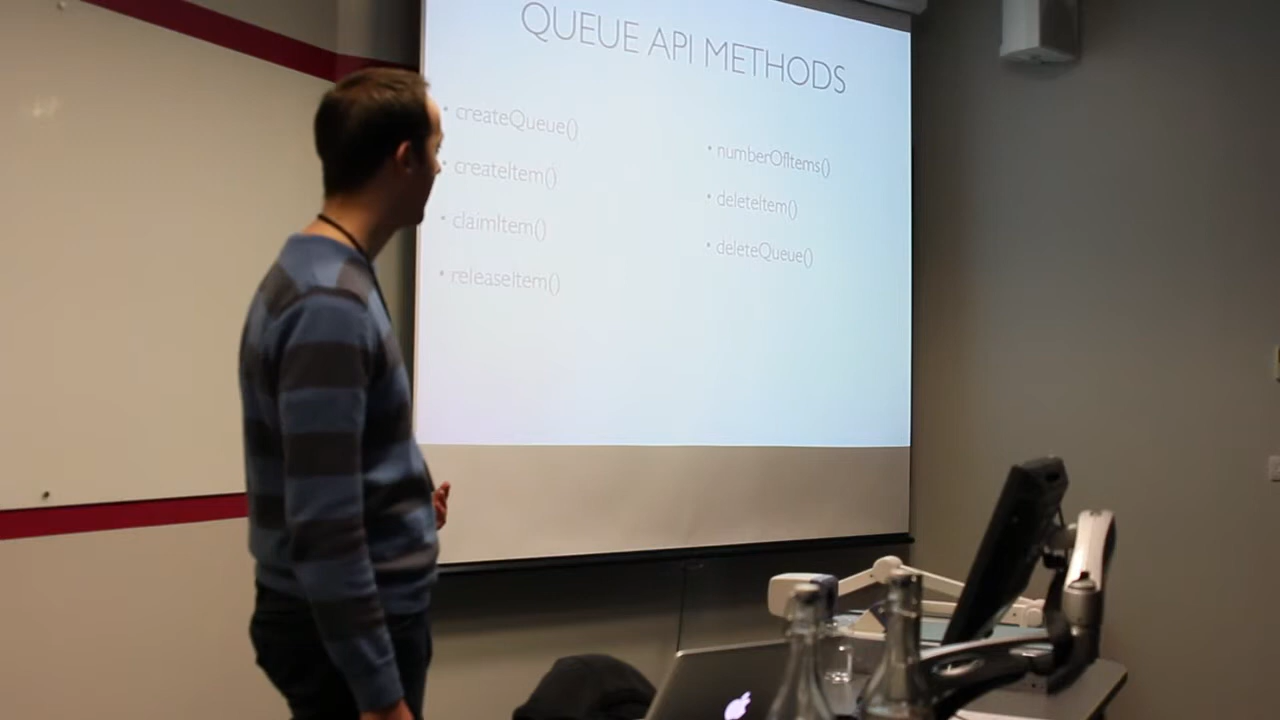 QUEUE API METHODS
• createQueue()
• createItem()
• claimItem()
• releaseItem()
• numberOfItems()
• deleteItem()
• deleteQueue()